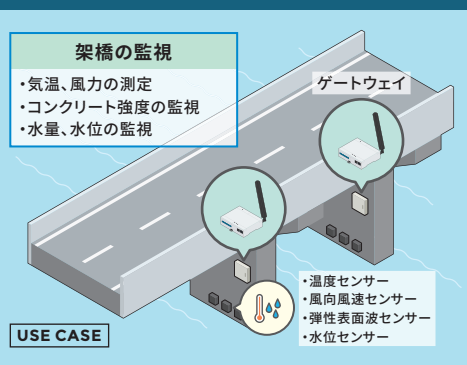 架橋の監視
・気温、風力の測定
・コンクリート強度の監視
・水量、水位の監視
ゲートウェイ
・温度センサー
・風向風速センサー
・弾性表面波センサー
・水位センサー
USE CASE